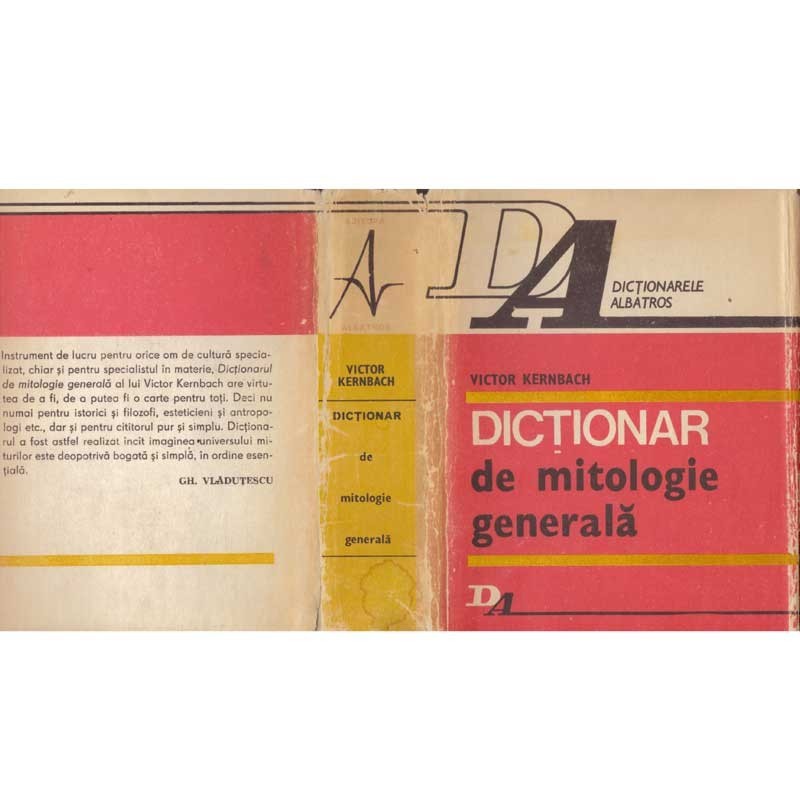 Instrument de lucru pentru orice om de cultură specia-
lizat, chiar și pentru specialistul în materie, Dicționarul
de mitologie generală al lui Victor Kernbach are virtu-
tea de a fi, de a putea fi o carte pentru toți. Deci nu
numai pentru istorici și filozofi, esteticieni și antropo-
logi etc., dar și pentru cititorul pur și simplu. Dicționa-
rul a fost astfel realizat încît imaginea universului mi-
turilor este deopotrivă bogată și simplă, în ordine esen-
țială.
GH. VLĂDUȚESCU
ALBATROS
VICTOR
KERNBACH
DICȚIONAR
de
mitologie
generală
DA
DICȚIONARELE
ALBATROS
VICTOR KERNBACH
DICȚIONAR
de mitologie
generală
DA